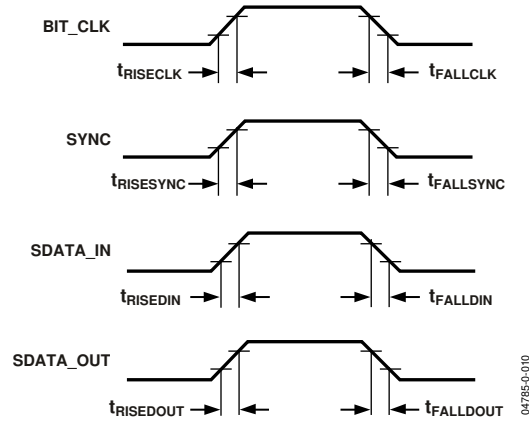 BIT_CLK
tRISECLK
tFALLCLK
SYNC
tRISESYNC
tFALLSYNC
SDATA_IN
tRISEDIN
tFALLDIN
SDATA_OUT
tRISEDOUT
tFALLDOUT
04785-0-010